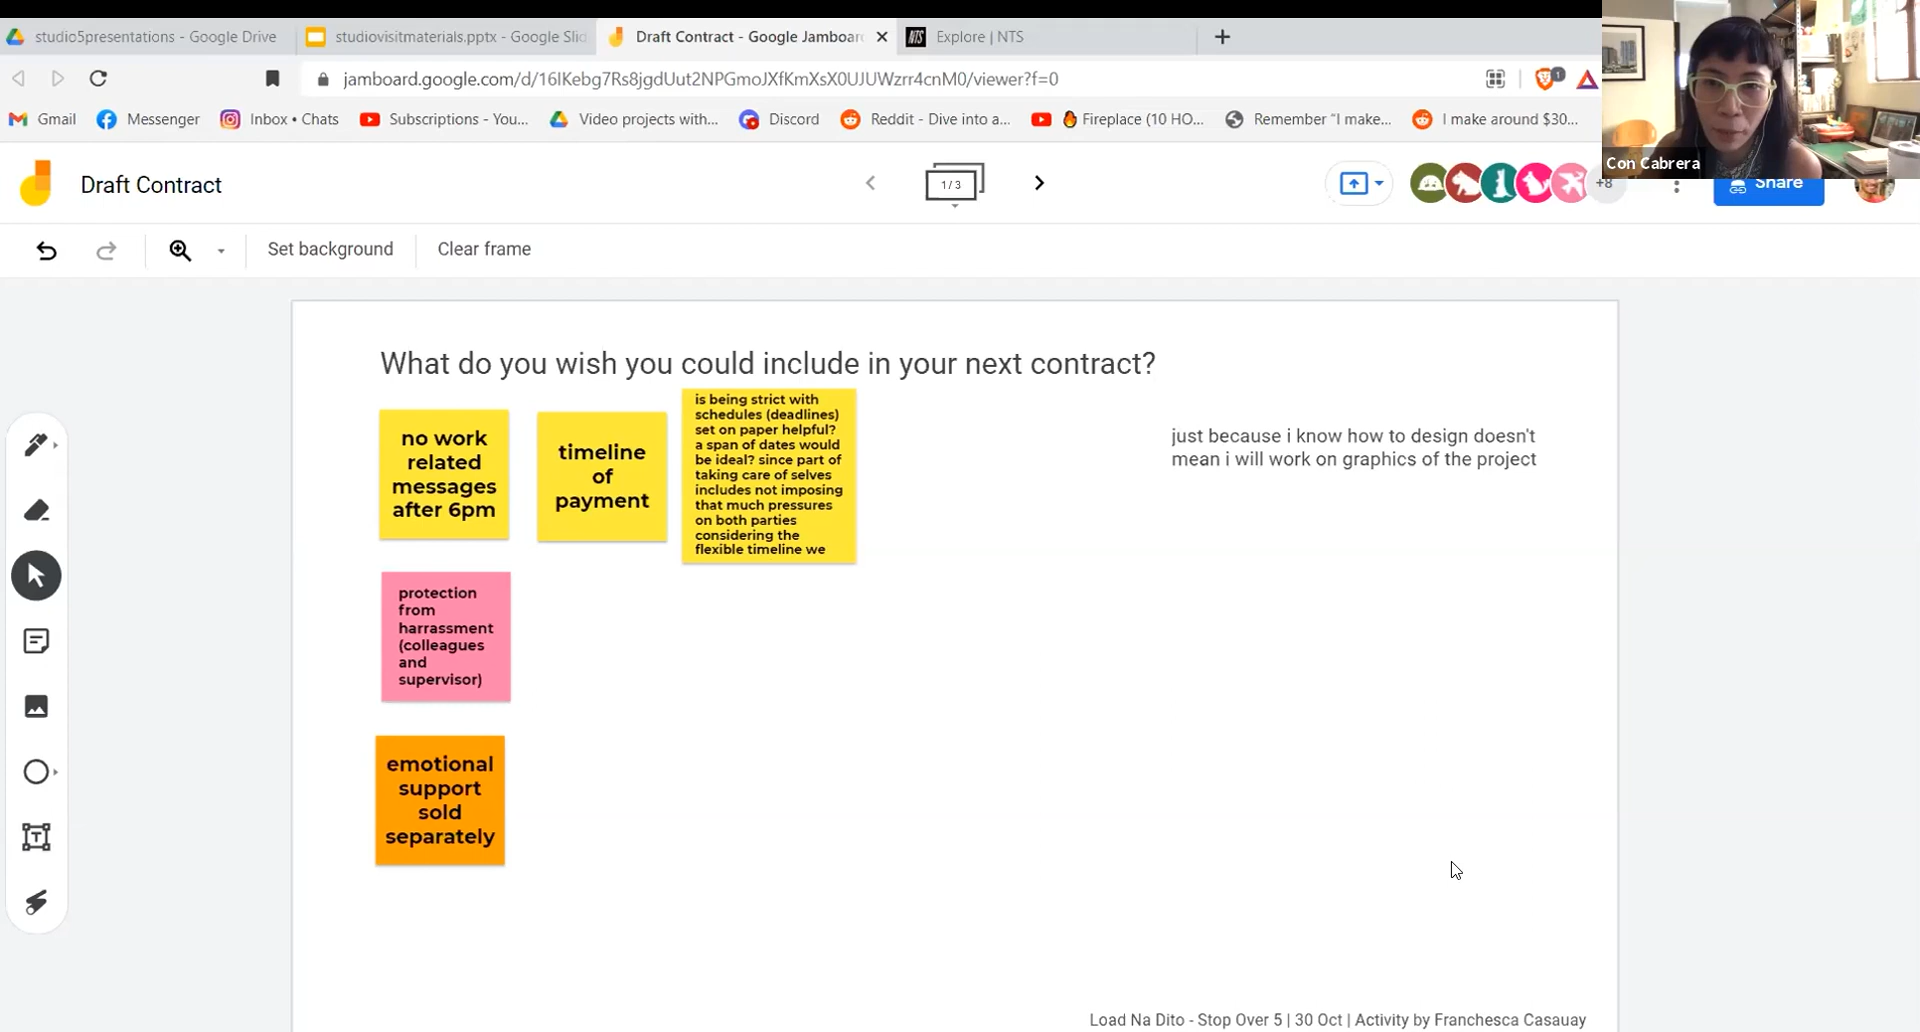 studio5presentations - Google Drive
studiovisitmaterials.pptx - Google Slid
Draft Contract - Google Jamboar
NTS
Explore | NTS
jamboard.google.com/d/16IKebg7Rs8jgdUut2NPGmoJXfKmXsX0UJUWzrr4cnM0/viewer?f=0
1
Gmail
Messenger
Inbox • Chats
Subscriptions - You...
Video projects with...
Discord
Reddit - Dive into a...
Fireplace (10 HO...
Remember "I make...
I make around $30...
Con Cabrera
Draft Contract
1 / 3
+8
Share
Set background
Clear frame
What do you wish you could include in your next contract?
no work
related
messages
after 6pm
timeline
of
payment
is being strict with
schedules (deadlines)
set on paper helpful?
a span of dates would
be ideal? since part of
taking care of selves
includes not imposing
that much pressures
on both parties
considering the
flexible timeline we
just because i know how to design doesn't
mean i will work on graphics of the project
protection
from
harrassment
(colleagues
and
supervisor)
emotional
support
sold
separately
Load Na Dito - Stop Over 5 | 30 Oct | Activity by Franchesca Casauay